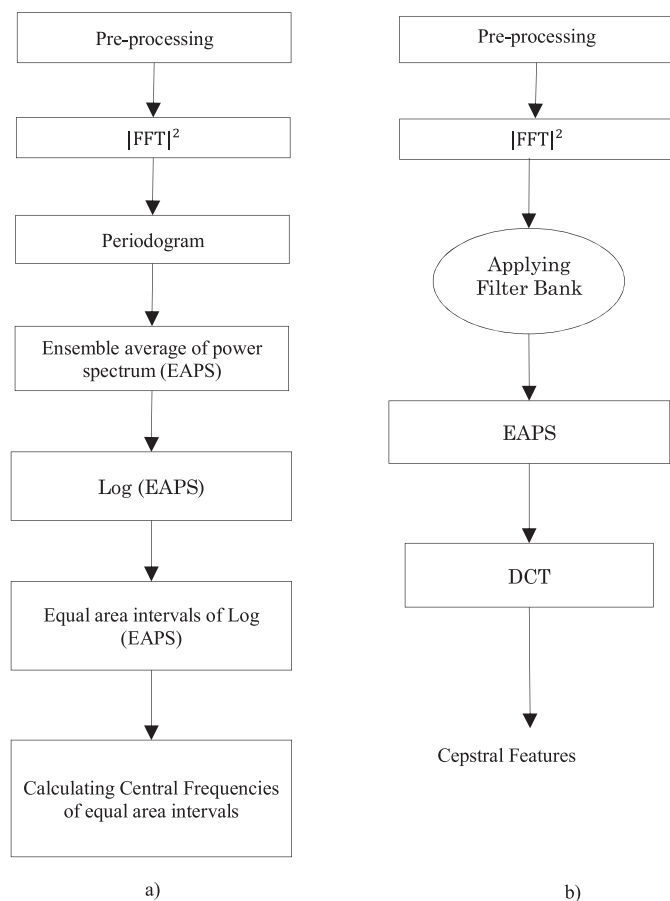 Pre-processing
|FFT|²
Periodogram
Ensemble average of power
spectrum (EAPS)
Log (EAPS)
Equal area intervals of Log
(EAPS)
Calculating Central Frequencies
of equal area intervals
a)
Pre-processing
|FFT|²
Applying
Filter Bank
EAPS
DCT
Cepstral Features
b)